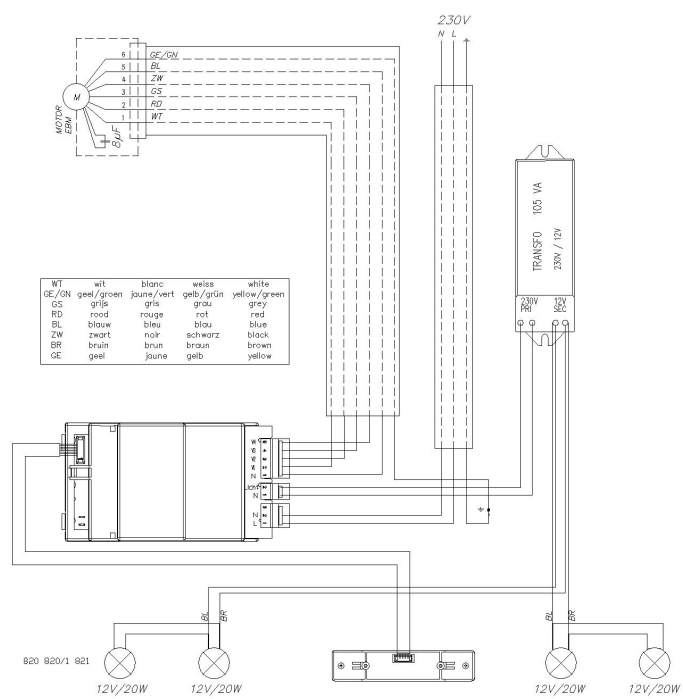 230V
N L
6 GE/GN
5 BL
4 ZW
3 GS
2 RD
1 WT
M
MOTOR
EBM
8µF
TRANSFO 105 VA
230V / 12V
230V 12V
PRI SEC
WT wit blanc weiss white
GE/GN geel/groen jaune/vert gelb/grün yellow/green
GS grijs gris grau grey
RD rood rouge rot red
BL blauw bleu blau blue
ZW zwart noir schwarz black
BR bruin brun braun brown
GE geel jaune gelb yellow
N
N
N
L
BL BR
BL BR
820 820/1 821
12V/20W 12V/20W 12V/20W 12V/20W